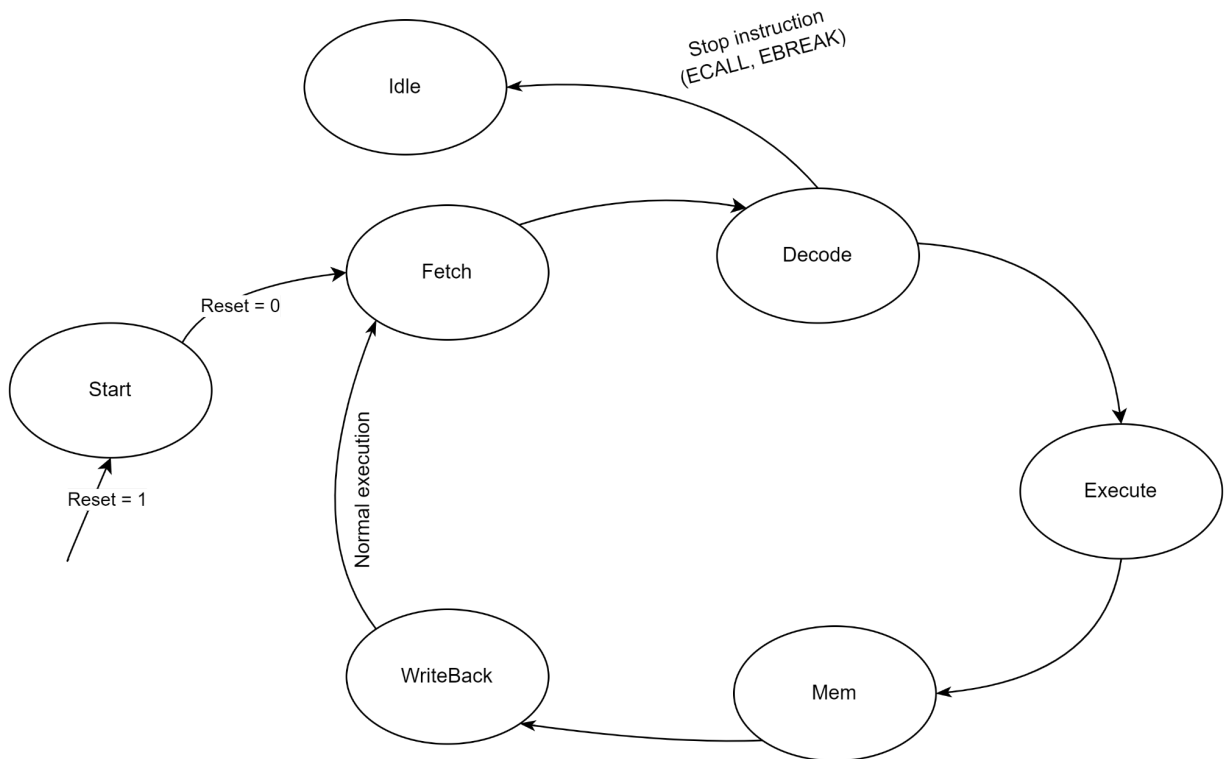 Stop instruction
(ECALL, EBREAK)
Idle
Decode
Fetch
Reset = 0
Start
Normal execution
Execute
Reset = 1
WriteBack
Mem